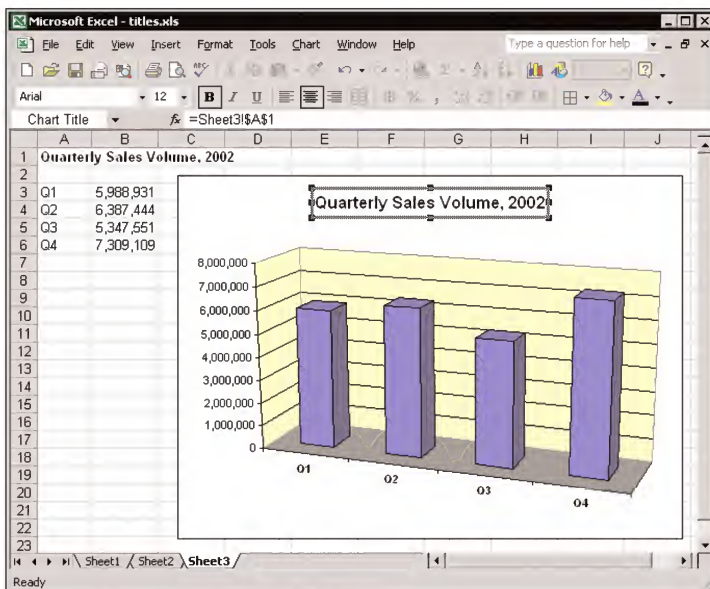 Microsoft Excel - titles.xls
File Edit View Insert Format Tools Chart Window Help Type a question for help
Arial 12 B I U
Chart Title fx =Sheet3!$A$1
A B C D E F G H I J
1 Quarterly Sales Volume, 2002
2
3 Q1 5,988,931
4 Q2 6,387,444
5 Q3 5,347,551
6 Q4 7,309,109
7
8
9
10
11
12
13
14
15
16
17
18
19
20
21
22
23
Quarterly Sales Volume, 2002
8,000,000
7,000,000
6,000,000
5,000,000
4,000,000
3,000,000
2,000,000
1,000,000
0
Q1 Q2 Q3 Q4
Sheet1 Sheet2 Sheet3
Ready